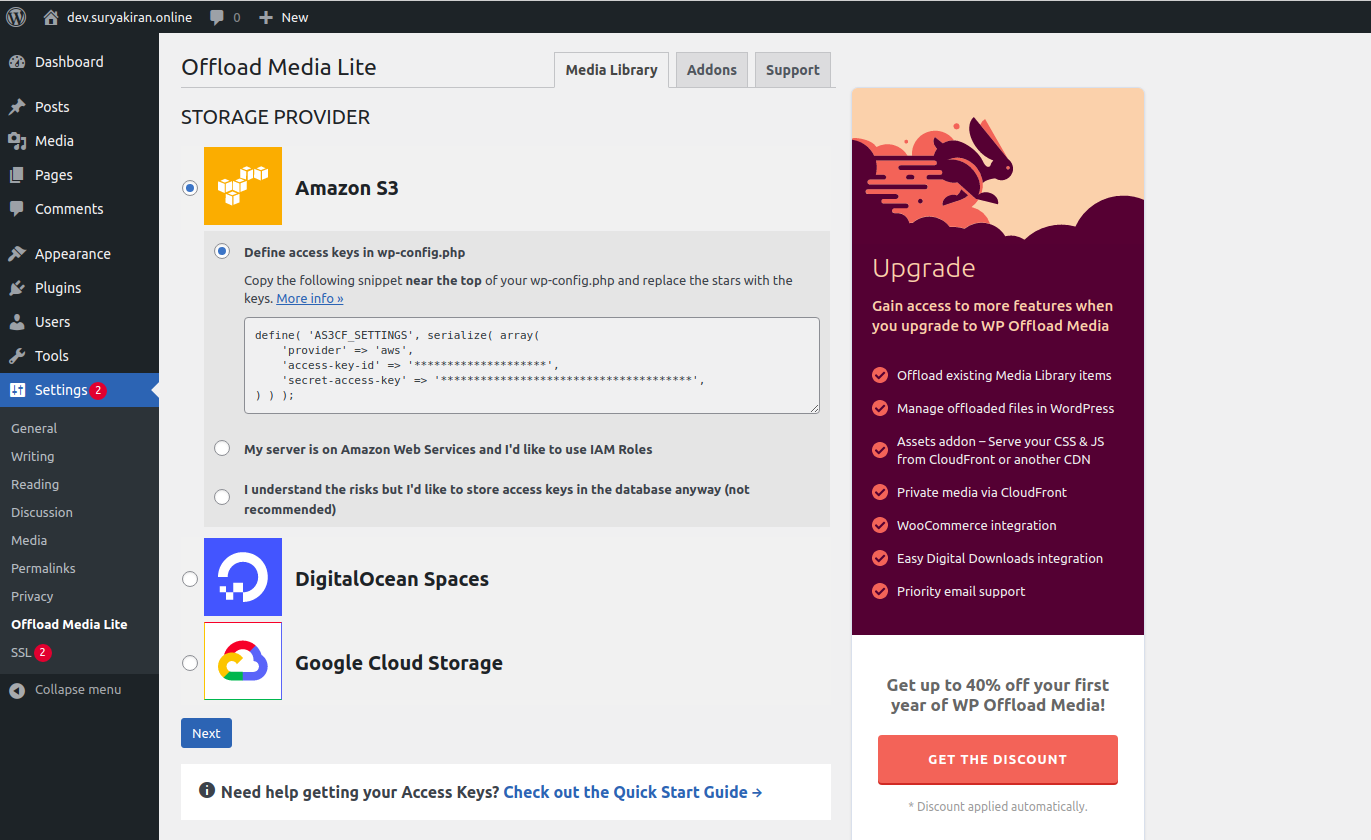 dev.suryakiran.online 0 New
Dashboard
Posts
Media
Pages
Comments
Appearance
Plugins
Users
Tools
Settings 2
General
Writing
Reading
Discussion
Media
Permalinks
Privacy
Offload Media Lite
SSL 2
Collapse menu
Offload Media Lite
Media Library Addons Support
STORAGE PROVIDER
Amazon S3
Define access keys in wp-config.php
Copy the following snippet near the top of your wp-config.php and replace the stars with the
keys. More info »
define( 'AS3CF_SETTINGS', serialize( array(
    'provider' => 'aws',
    'access-key-id' => '********************',
    'secret-access-key' => '**************************************',
) ) );
My server is on Amazon Web Services and I'd like to use IAM Roles
I understand the risks but I'd like to store access keys in the database anyway (not
recommended)
DigitalOcean Spaces
Google Cloud Storage
Next
Need help getting your Access Keys? Check out the Quick Start Guide →
Upgrade
Gain access to more features when
you upgrade to WP Offload Media
Offload existing Media Library items
Manage offloaded files in WordPress
Assets addon – Serve your CSS & JS
from CloudFront or another CDN
Private media via CloudFront
WooCommerce integration
Easy Digital Downloads integration
Priority email support
Get up to 40% off your first
year of WP Offload Media!
GET THE DISCOUNT
* Discount applied automatically.